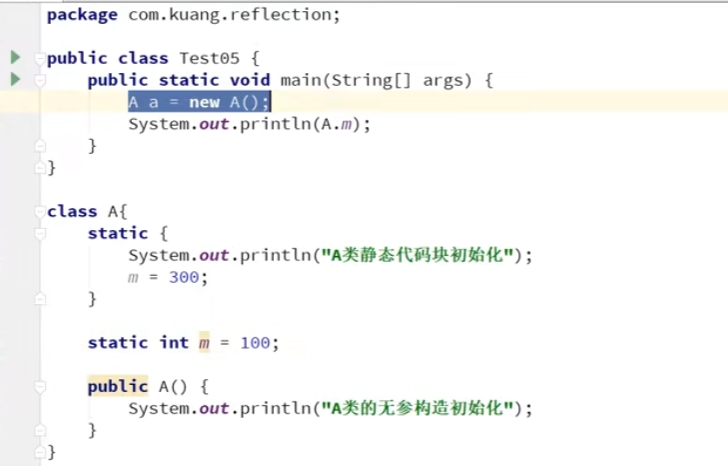 package com.kuang.reflection;
public class Test05 {
public static void main(String[] args) {
A a = new A();
System.out.println(A.m);
}
}
class A{
static {
System.out.println("A类静态代码块初始化");
m = 300;
}
static int m = 100;
public A() {
System.out.println("A类的无参构造初始化");
}
}